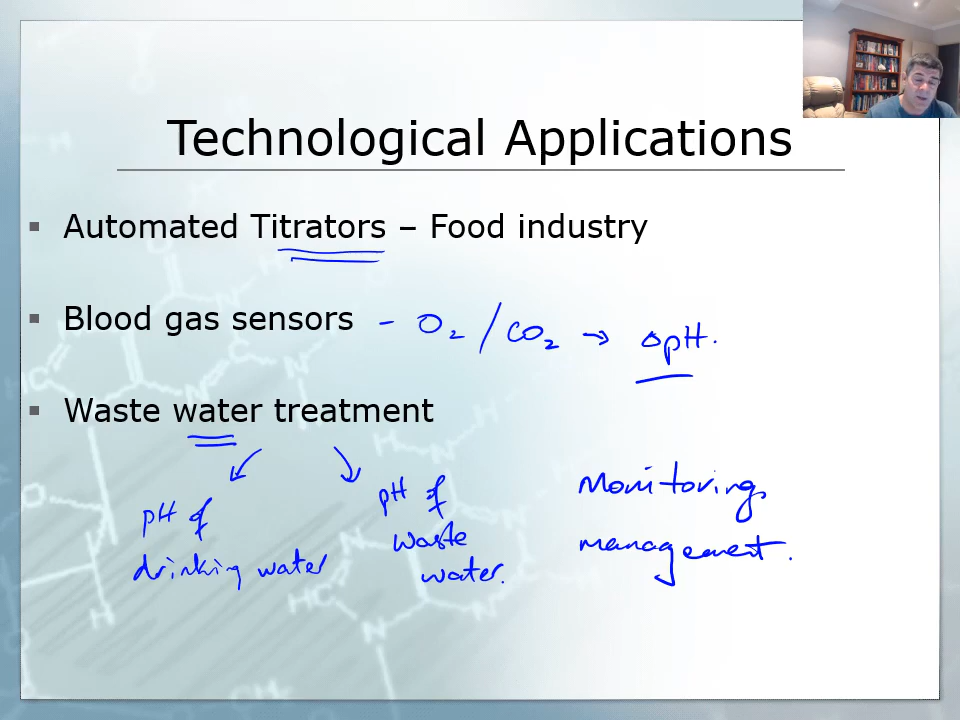 Technological Applications
▪ Automated Titrators – Food industry
▪ Blood gas sensors - O₂ / CO₂ → ΔpH.
▪ Waste water treatment
pH of
drinking water
pH of
waste
water.
Monitoring
management.